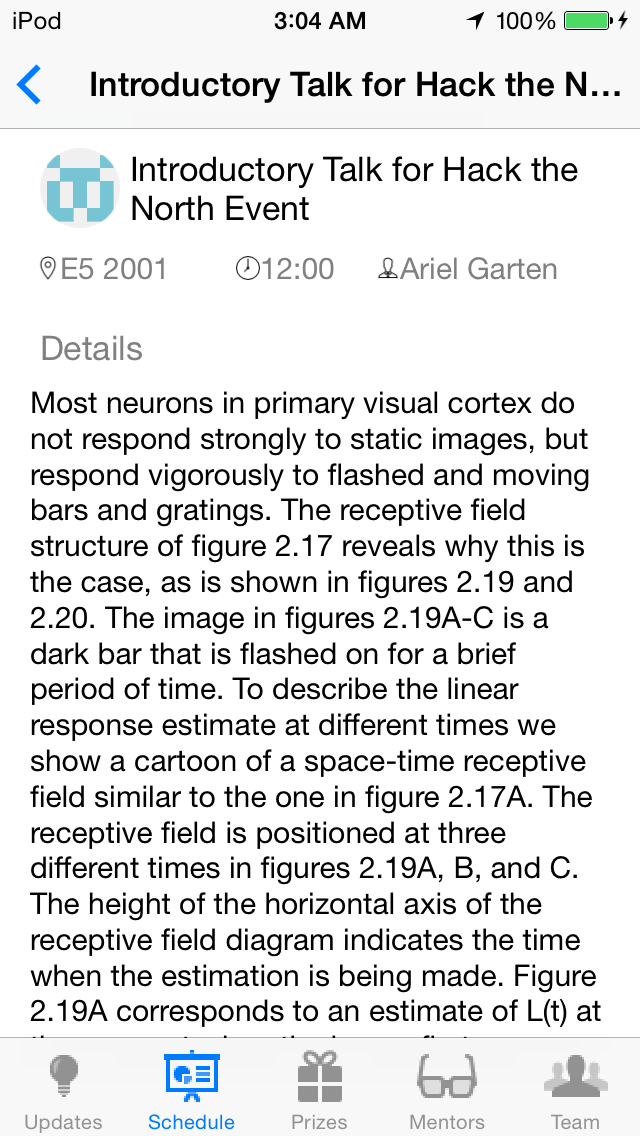 iPod 3:04 AM 100%
Introductory Talk for Hack the N...
Introductory Talk for Hack the
North Event
E5 2001 12:00 Ariel Garten
Details
Most neurons in primary visual cortex do
not respond strongly to static images, but
respond vigorously to flashed and moving
bars and gratings. The receptive field
structure of figure 2.17 reveals why this is
the case, as is shown in figures 2.19 and
2.20. The image in figures 2.19A-C is a
dark bar that is flashed on for a brief
period of time. To describe the linear
response estimate at different times we
show a cartoon of a space-time receptive
field similar to the one in figure 2.17A. The
receptive field is positioned at three
different times in figures 2.19A, B, and C.
The height of the horizontal axis of the
receptive field diagram indicates the time
when the estimation is being made. Figure
2.19A corresponds to an estimate of L(t) at
Updates Schedule Prizes Mentors Team